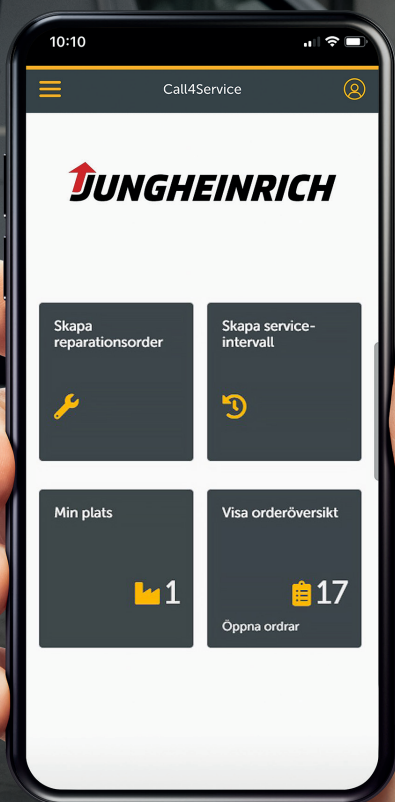 10:10
Call4Service
JUNGHEINRICH
Skapa
reparationsorder
Skapa service-
intervall
Min plats
1
Visa orderöversikt
17
Öppna ordrar